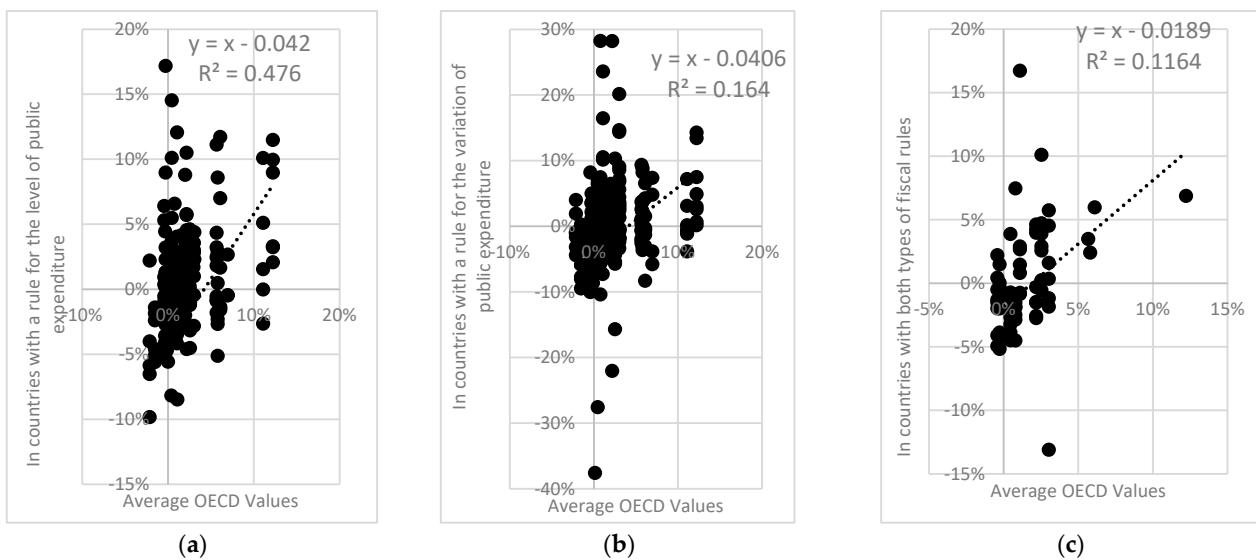 In countries with a rule for the level of public
expenditure
20%
15%
10%
5%
0%
-5%
-10%
-15%
-10%
0%
10%
20%
y = x - 0.042
R² = 0.476
Average OECD Values
(a)
In countries with a rule for the variation of
public expenditure
30%
20%
10%
0%
-10%
-20%
-30%
-40%
-10%
0%
10%
20%
y = x - 0.0406
R² = 0.164
Average OECD Values
(b)
In countries with both types of fiscal rules
20%
15%
10%
5%
0%
-5%
-10%
-15%
-5%
0%
5%
10%
15%
y = x - 0.0189
R² = 0.1164
Average OECD Values
(c)